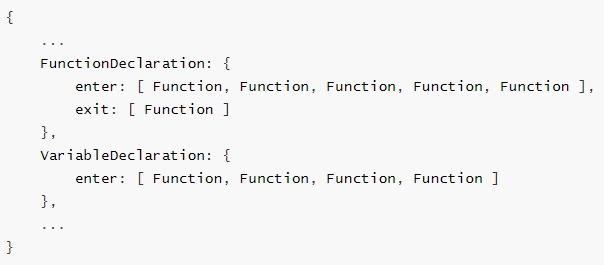 {
    ...
    FunctionDeclaration: {
        enter: [ Function, Function, Function, Function, Function ],
        exit: [ Function ]
    },
    VariableDeclaration: {
        enter: [ Function, Function, Function, Function ]
    },
    ...
}